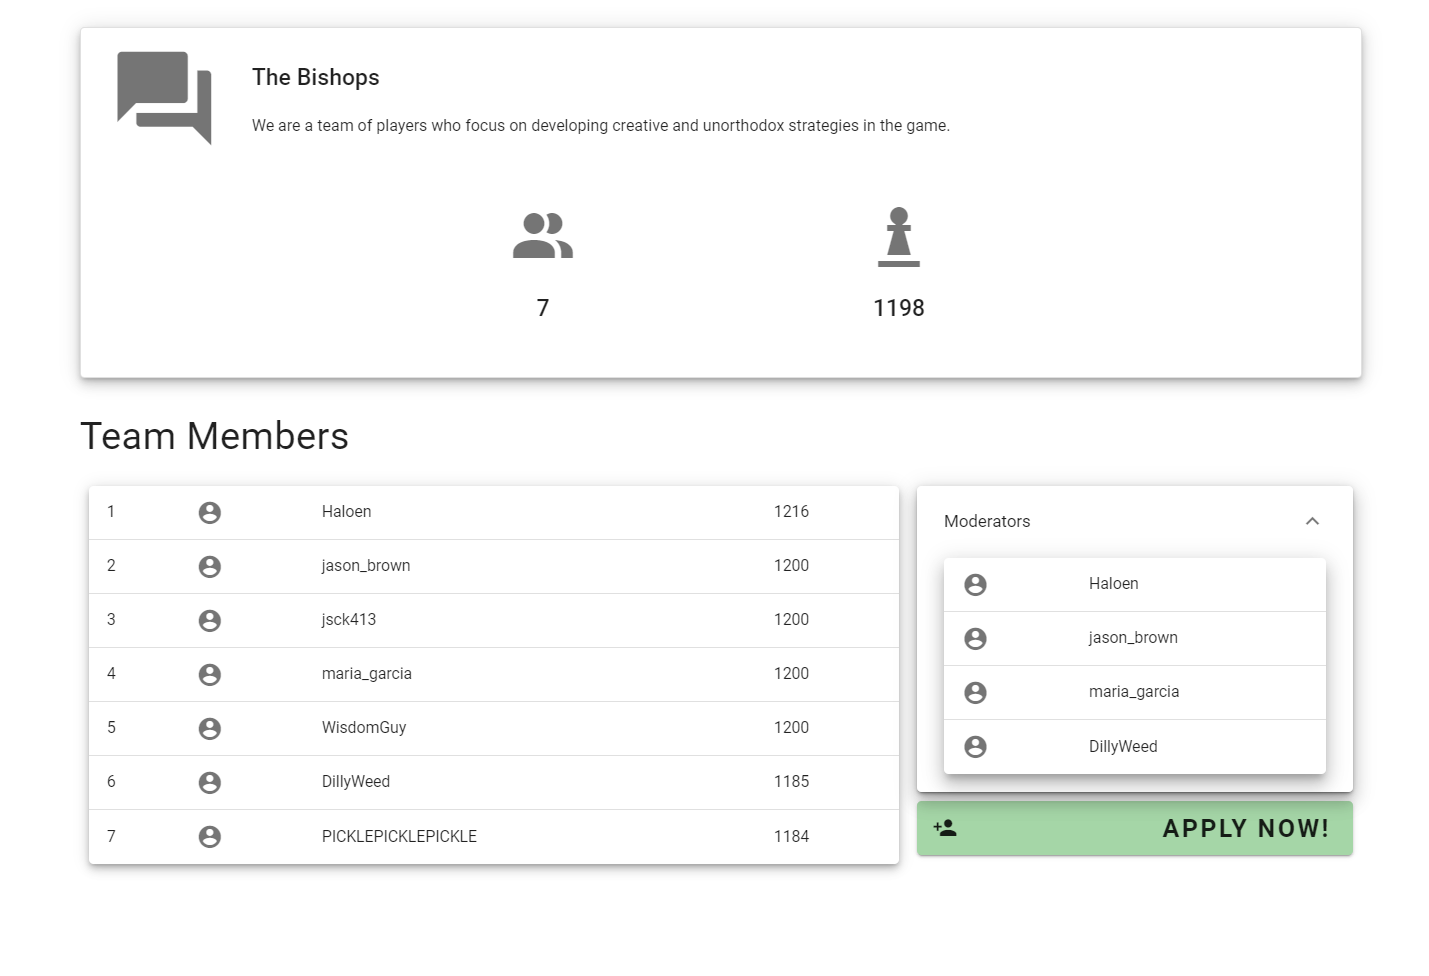 The Bishops
We are a team of players who focus on developing creative and unorthodox strategies in the game.
7
1198
Team Members
1 Haloen 1216
2 jason_brown 1200
3 jsck413 1200
4 maria_garcia 1200
5 WisdomGuy 1200
6 DillyWeed 1185
7 PICKLEPICKLEPICKLE 1184
Moderators
Haloen
jason_brown
maria_garcia
DillyWeed
APPLY NOW!